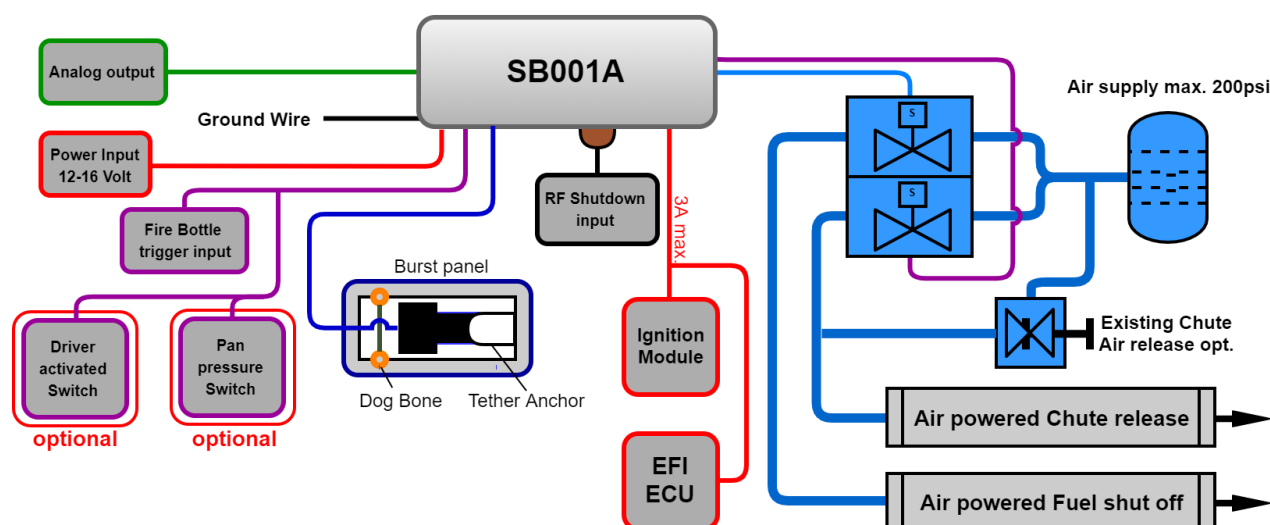 SB001A
Analog output
Air supply max. 200psi
Ground Wire
Power Input
12-16 Volt
S
S
RF Shutdown
input
3A max.
Fire Bottle
trigger input
Burst panel
Driver
activated
Switch
optional
Pan
pressure
Switch
optional
Dog Bone
Tether Anchor
Ignition
Module
Existing Chute
Air release opt.
Air powered Chute release
EFI
ECU
Air powered Fuel shut off